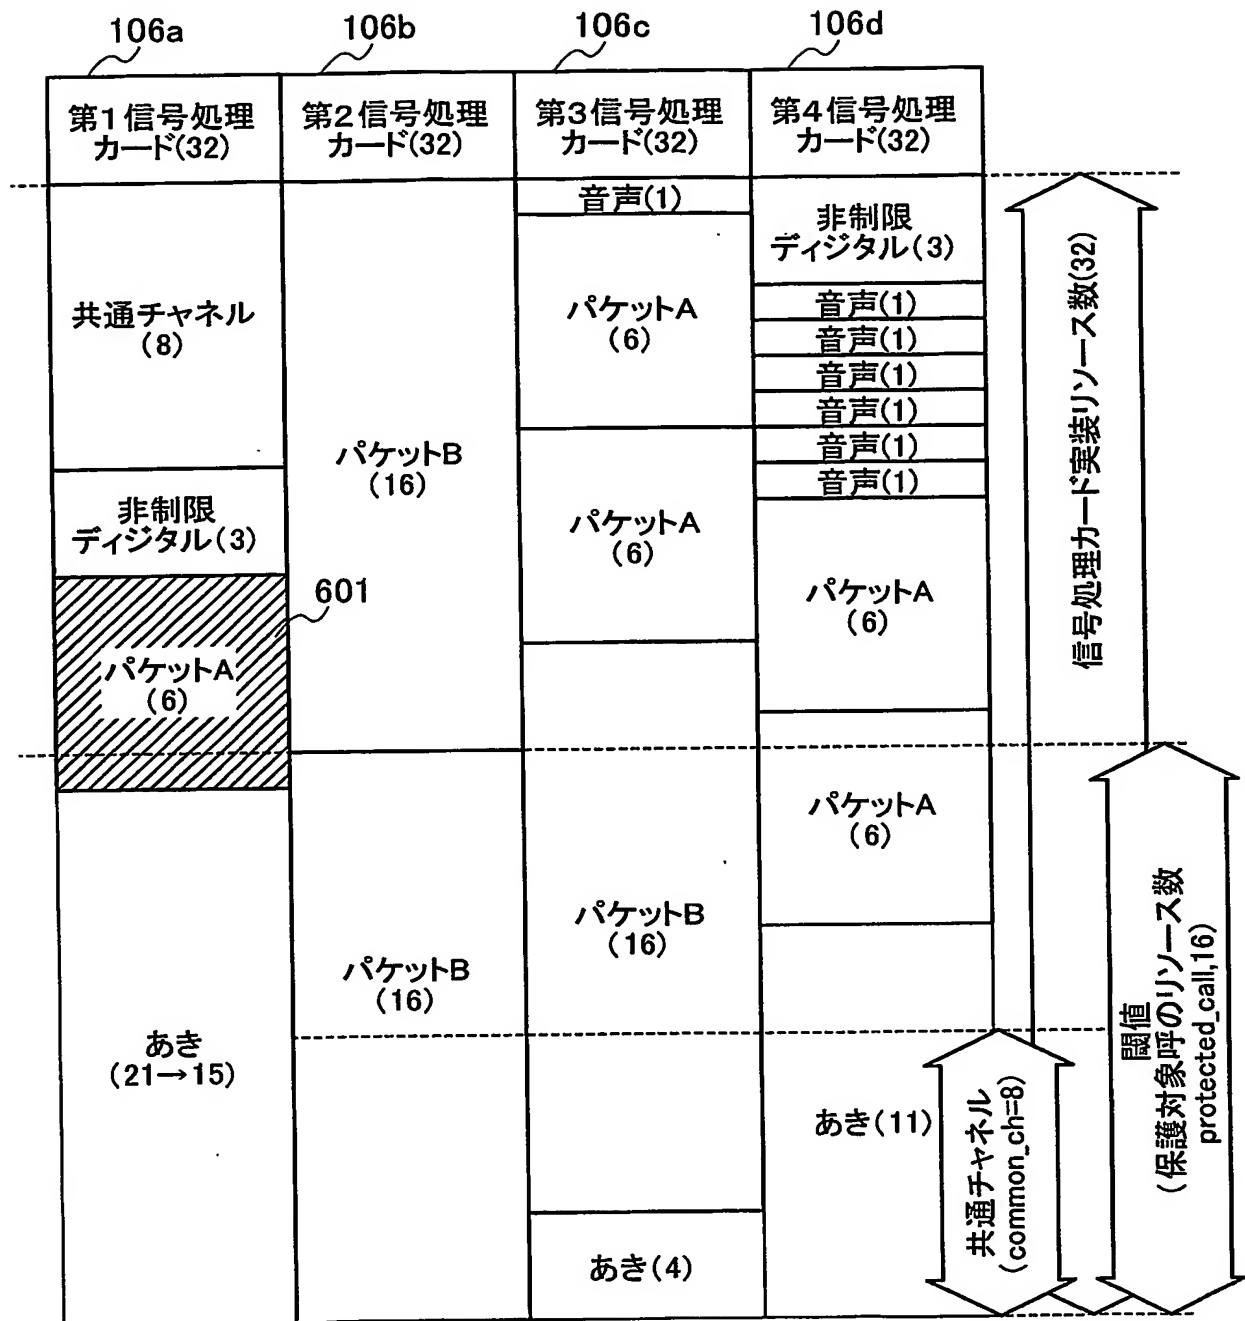 106a
106b
106c
106d
第1信号処理
カード(32)
第2信号処理
カード(32)
第3信号処理
カード(32)
第4信号処理
カード(32)
共通チャネル
(8)
非制限
ディジタル(3)
601
パケットA
(6)
あき
(21→15)
パケットB
(16)
パケットB
(16)
音声(1)
パケットA
(6)
パケットA
(6)
パケットB
(16)
あき(4)
非制限
ディジタル(3)
音声(1)
音声(1)
音声(1)
音声(1)
音声(1)
音声(1)
パケットA
(6)
パケットA
(6)
あき(11)
共通チャネル
(common_ch=8)
信号処理カード実装リソース数(32)
閾値
(保護対象呼のリソース数
protected_call,16)